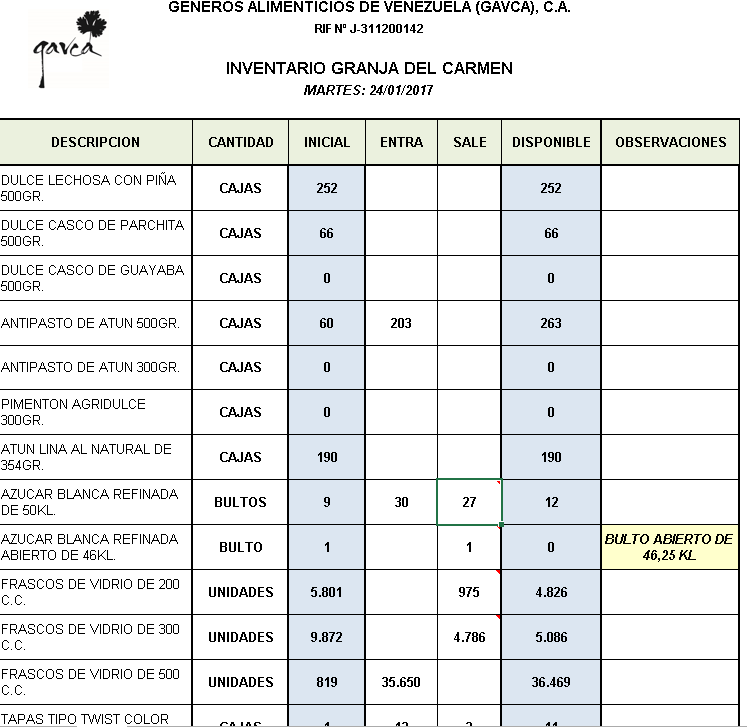 GENEROS ALIMENTICIOS DE VENEZUELA (GAVCA), C.A.
RIF Nº J-311200142
gavca
INVENTARIO GRANJA DEL CARMEN
MARTES: 24/01/2017
DESCRIPCION CANTIDAD INICIAL ENTRA SALE DISPONIBLE OBSERVACIONES
DULCE LECHOSA CON PIÑA
500GR.
CAJAS 252 252
DULCE CASCO DE PARCHITA
500GR.
CAJAS 66 66
DULCE CASCO DE GUAYABA
500GR.
CAJAS 0 0
ANTIPASTO DE ATUN 500GR. CAJAS 60 203 263
ANTIPASTO DE ATUN 300GR. CAJAS 0 0
PIMENTON AGRIDULCE
300GR.
CAJAS 0 0
ATUN LINA AL NATURAL DE
354GR.
CAJAS 190 190
AZUCAR BLANCA REFINADA
DE 50KL.
BULTOS 9 30 27 12
AZUCAR BLANCA REFINADA
ABIERTO DE 46KL.
BULTO 1 1 0
BULTO ABIERTO DE
46,25 KL
FRASCOS DE VIDRIO DE 200
C.C.
UNIDADES 5.801 975 4.826
FRASCOS DE VIDRIO DE 300
C.C.
UNIDADES 9.872 4.786 5.086
FRASCOS DE VIDRIO DE 500
C.C.
UNIDADES 819 35.650 36.469
TAPAS TIPO TWIST COLOR
CAJAS